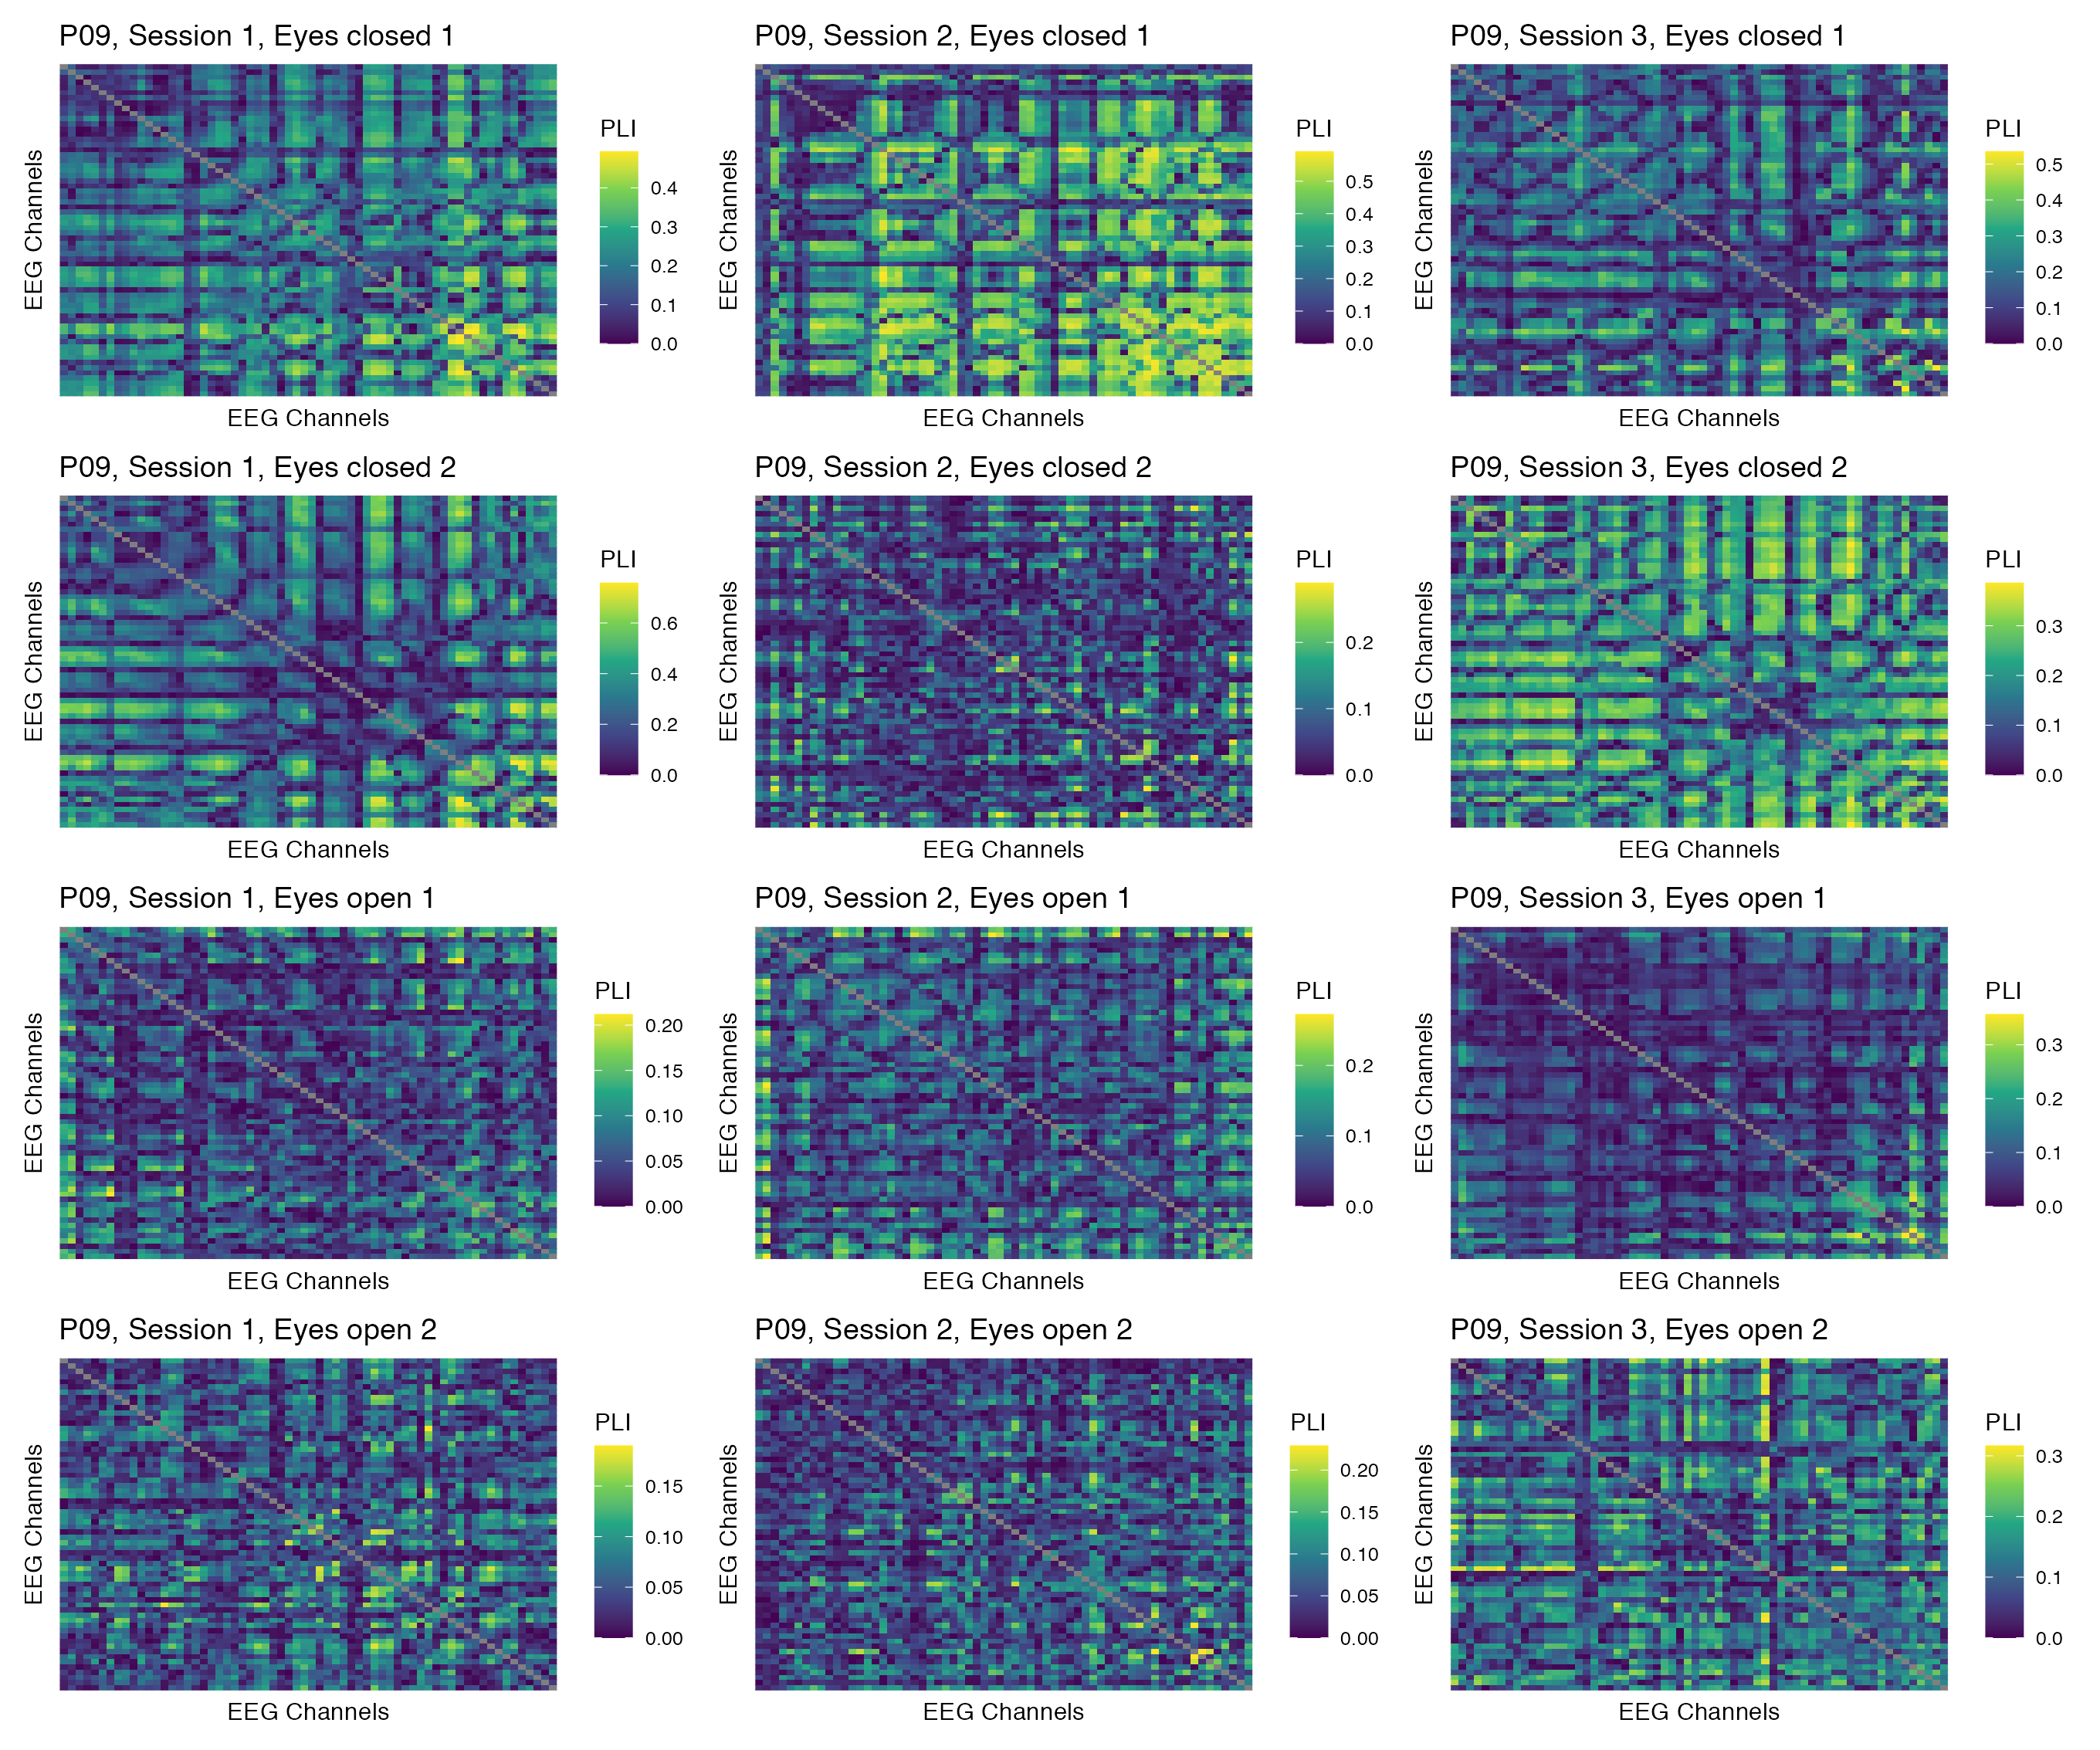 P09, Session 1, Eyes closed 1
EEG Channels
EEG Channels
PLI
0.4
0.3
0.2
0.1
0.0
P09, Session 2, Eyes closed 1
EEG Channels
EEG Channels
PLI
0.5
0.4
0.3
0.2
0.1
0.0
P09, Session 3, Eyes closed 1
EEG Channels
EEG Channels
PLI
0.5
0.4
0.3
0.2
0.1
0.0
P09, Session 1, Eyes closed 2
EEG Channels
EEG Channels
PLI
0.6
0.4
0.2
0.0
P09, Session 2, Eyes closed 2
EEG Channels
EEG Channels
PLI
0.2
0.1
0.0
P09, Session 3, Eyes closed 2
EEG Channels
EEG Channels
PLI
0.3
0.2
0.1
0.0
P09, Session 1, Eyes open 1
EEG Channels
EEG Channels
PLI
0.20
0.15
0.10
0.05
0.00
P09, Session 2, Eyes open 1
EEG Channels
EEG Channels
PLI
0.2
0.1
0.0
P09, Session 3, Eyes open 1
EEG Channels
EEG Channels
PLI
0.3
0.2
0.1
0.0
P09, Session 1, Eyes open 2
EEG Channels
EEG Channels
PLI
0.15
0.10
0.05
0.00
P09, Session 2, Eyes open 2
EEG Channels
EEG Channels
PLI
0.20
0.15
0.10
0.05
0.00
P09, Session 3, Eyes open 2
EEG Channels
EEG Channels
PLI
0.3
0.2
0.1
0.0